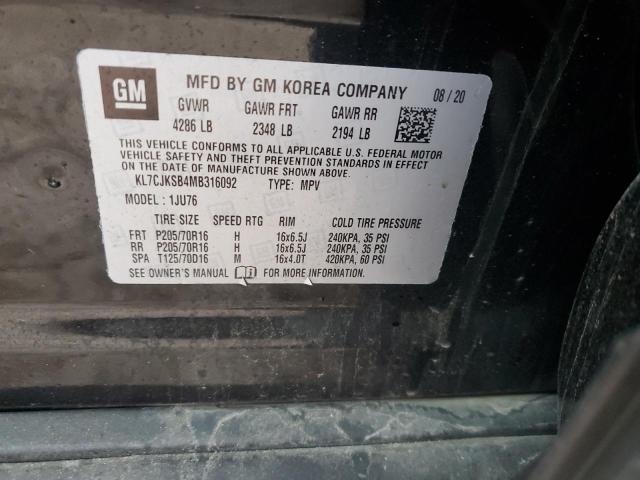 GM
MFD BY GM KOREA COMPANY 08 / 20
GVWR GAWR FRT GAWR RR
4286 LB 2348 LB 2194 LB
THIS VEHICLE CONFORMS TO ALL APPLICABLE U.S. FEDERAL MOTOR
VEHICLE SAFETY AND THEFT PREVENTION STANDARDS
IN EFFECT ON THE DATE OF MANUFACTURE SHOWN ABOVE.
KL7CJKSB4MB316092 TYPE: MPV
MODEL : 1JU76
TIRE SIZE SPEED RTG RIM COLD TIRE PRESSURE
FRT P205/70R16 H 16x6.5J 240KPA, 35 PSI
RR P205/70R16 H 16x6.5J 240KPA, 35 PSI
SPA T125/70D16 M 16x4.0T 420KPA, 60 PSI
SEE OWNER'S MANUAL FOR MORE INFORMATION.